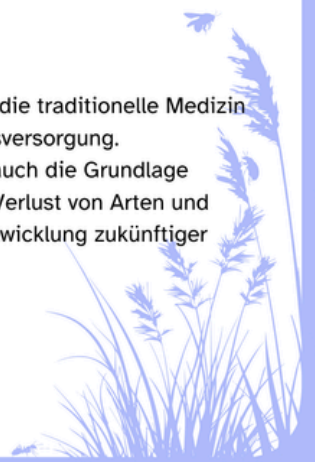 die traditionelle Medizin
sversorgung.
auch die Grundlage
Verlust von Arten und
wicklung zukünftiger